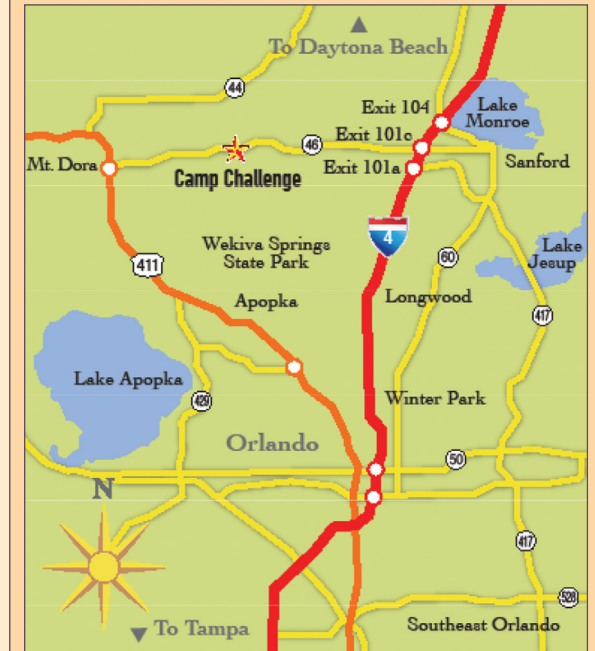 To Daytona Beach
44
Exit 104
Lake
Monroe
Exit 101c
46
Mt. Dora
Exit 101a
Sanford
Camp Challenge
4
Wekiva Springs
State Park
60
Lake
Jesup
411
Apopka
Longwood
417
Lake Apopka
429
Winter Park
Orlando
50
N
417
528
To Tampa
Southeast Orlando